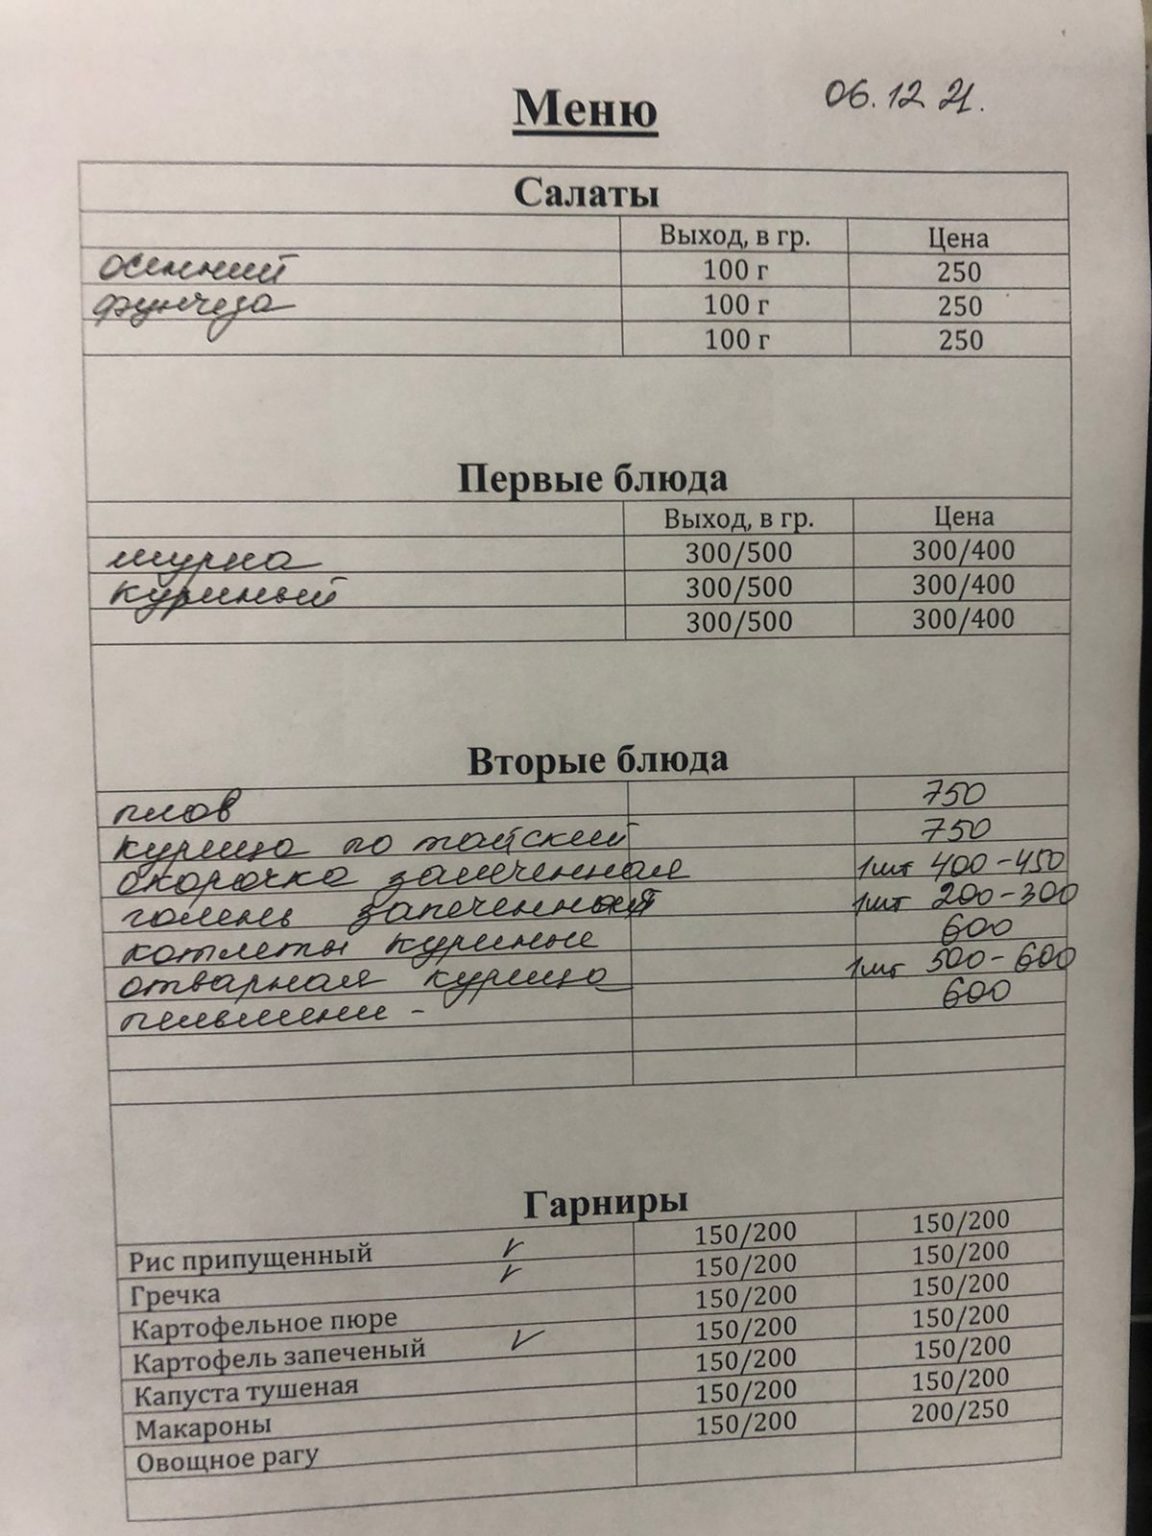 Меню 06.12 21.
Салаты
Выход, в гр. Цена
осенний 100 г 250
фунчеза 100 г 250
100 г 250
Первые блюда
Выход, в гр. Цена
шурпа 300/500 300/400
куриный 300/500 300/400
300/500 300/400
Вторые блюда
плов 750
курица по тайский 750
окорочка запеченная 1шт 400-450
голень запеченный 1шт 200-300
котлеты куриные 600
отварная курица 1шт 500-600
пельмени - 600
Гарниры
Рис припущенный 150/200 150/200
Гречка 150/200 150/200
Картофельное пюре 150/200 150/200
Картофель запеченый 150/200 150/200
Капуста тушеная 150/200 150/200
Макароны 150/200 150/200
Овощное рагу 150/200 200/250